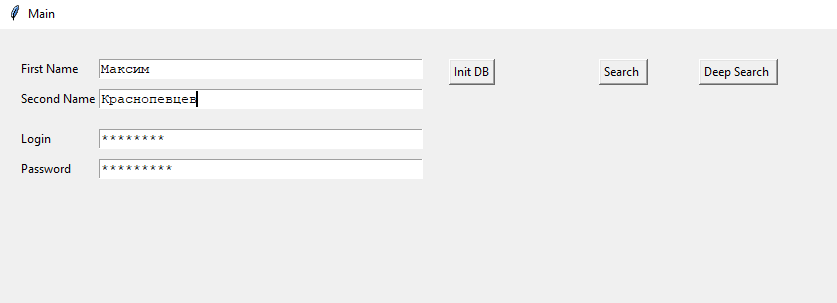 Main
First Name Максим Init DB Search Deep Search
Second Name Краснопевцев
Login ********
Password *********